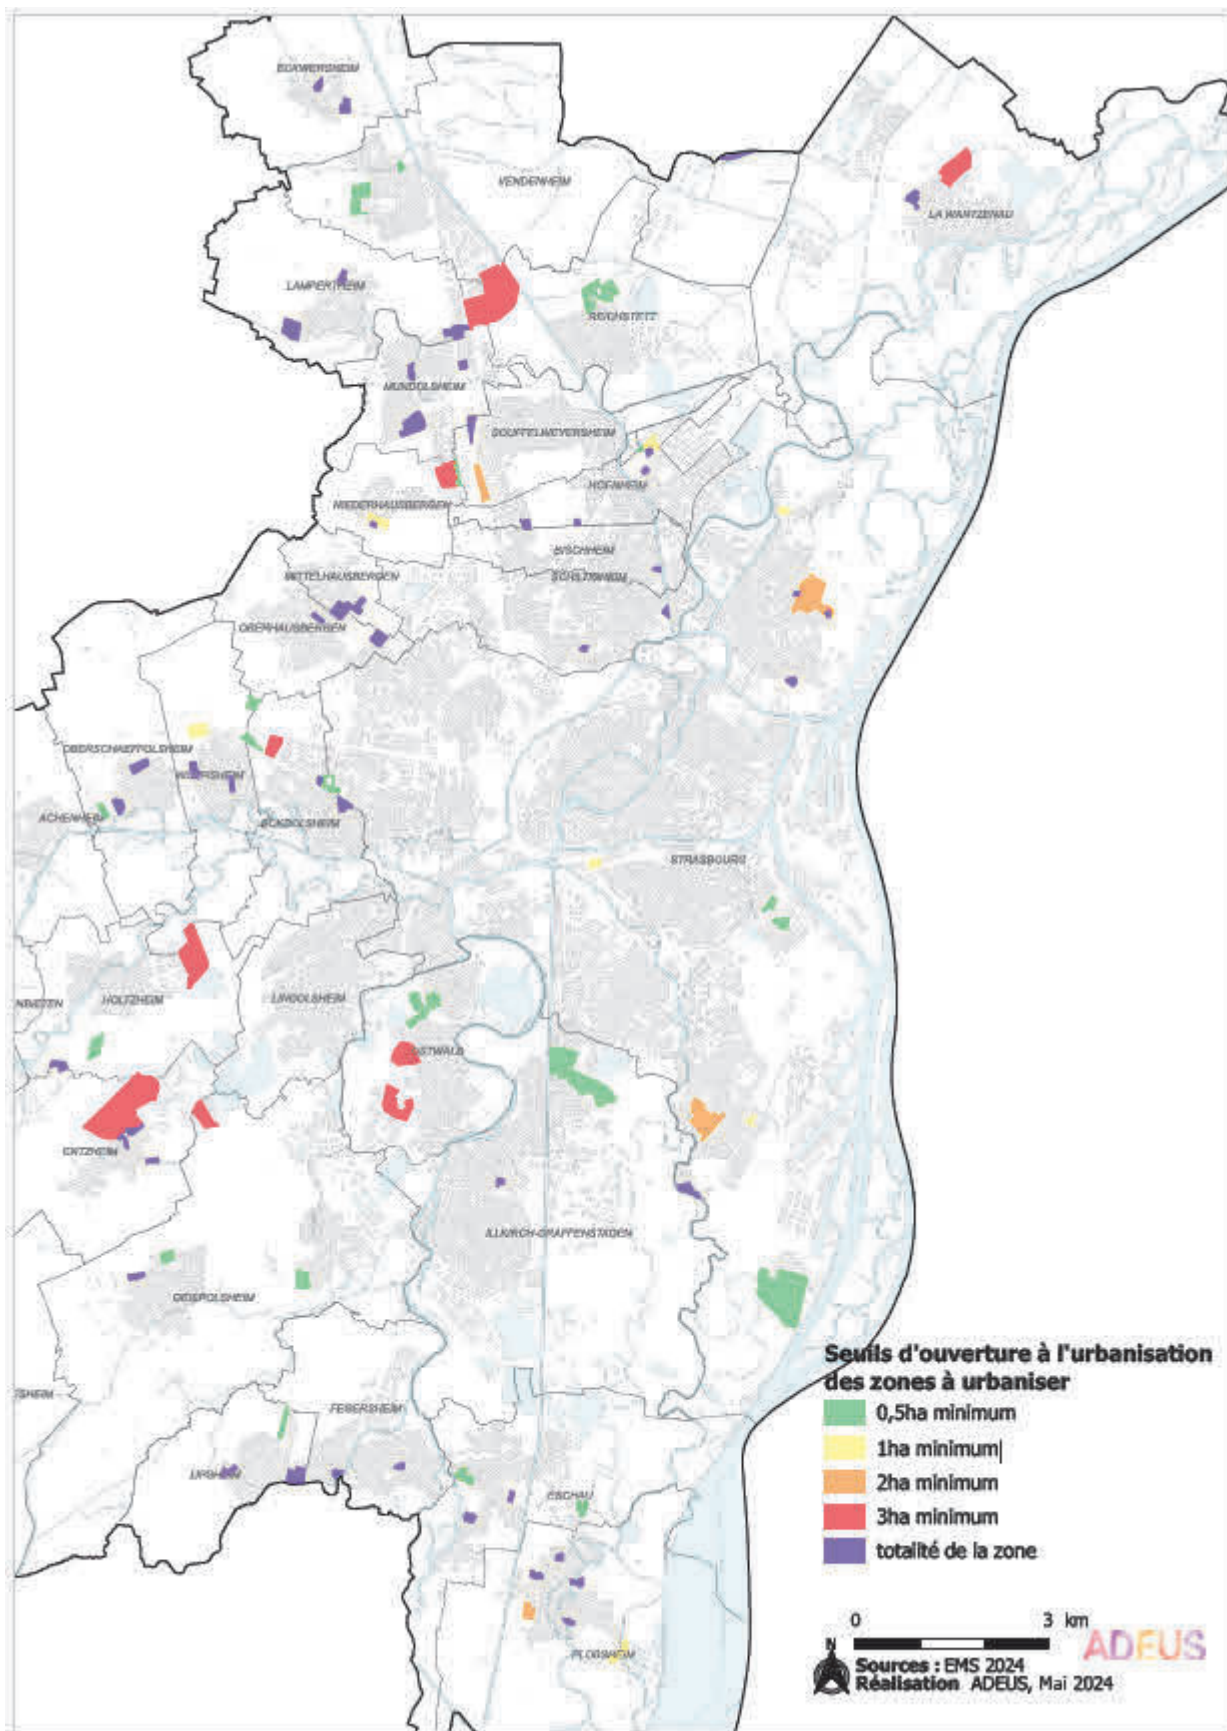 ECKWERSHEIM
VENDENHEIM
LA WANTZENAU
LAMPERTHEIM
REICHSTETT
MUNDOLSHEIM
SOUFFELWEYERSHEIM
HOENHEIM
NIEDERHAUSBERGEN
BISCHHEIM
MITTELHAUSBERGEN
SCHILTIGHEIM
OBERHAUSBERGEN
OBERSCHAEFFOLSHEIM
WOLFISHEIM
ACHENHEIM
ECKBOLSHEIM
STRASBOURG
HOLTZHEIM
LINGOLSHEIM
OSTWALD
ENTZHEIM
ILLKIRCH-GRAFFENSTADEN
GEISPOLSHEIM
Seuils d'ouverture à l'urbanisation
des zones à urbaniser
0,5ha minimum
1ha minimum
2ha minimum
3ha minimum
totalité de la zone
TSHEIM
FEGERSHEIM
LIPSHEIM
ESCHAU
PLOBSHEIM
0 3 km
N
ADEUS
Sources : EMS 2024
Réalisation ADEUS, Mai 2024